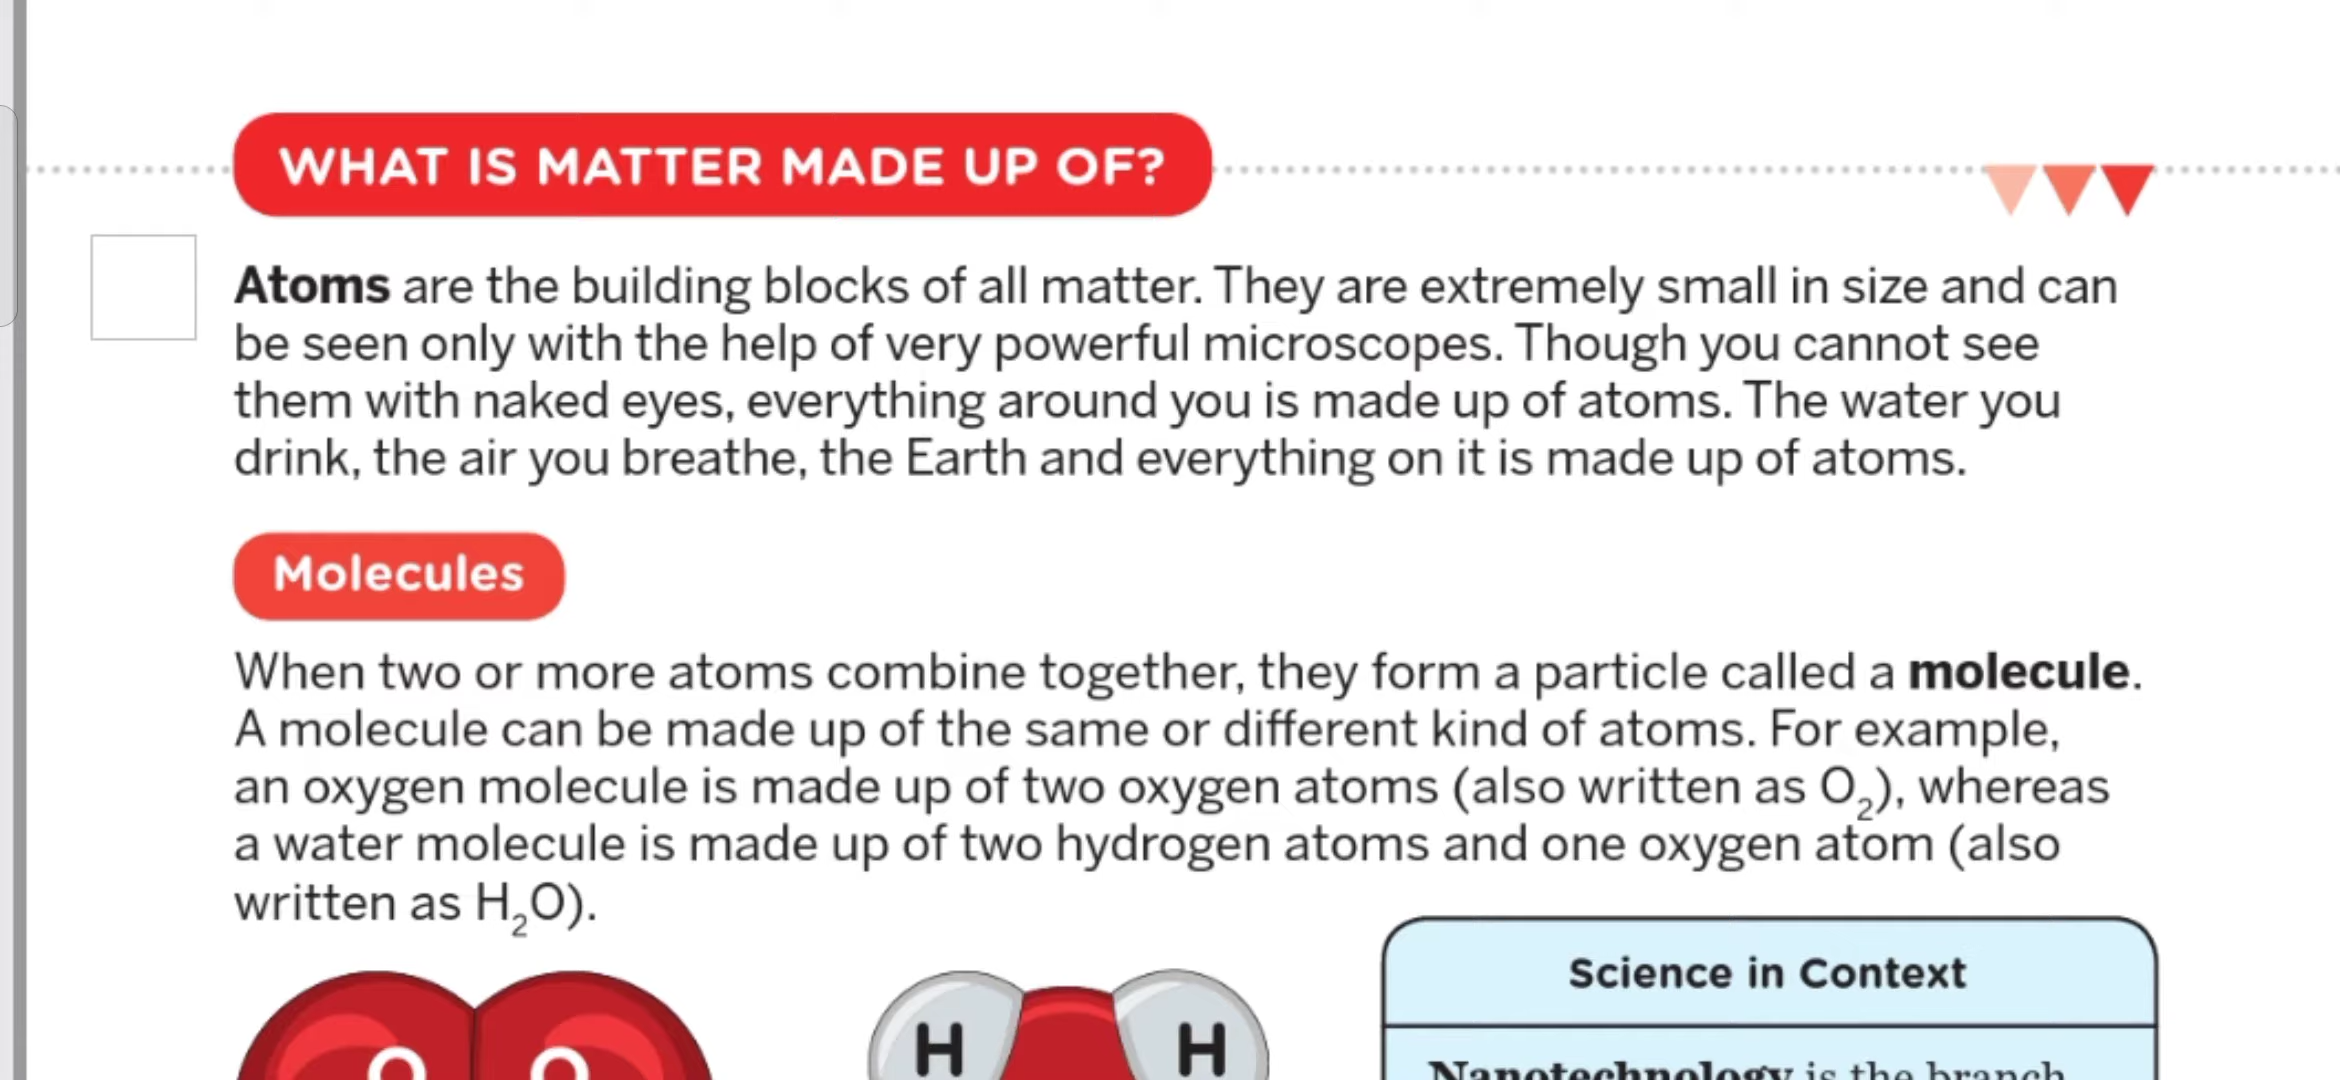 WHAT IS MATTER MADE UP OF?
Atoms are the building blocks of all matter. They are extremely small in size and can
be seen only with the help of very powerful microscopes. Though you cannot see
them with naked eyes, everything around you is made up of atoms. The water you
drink, the air you breathe, the Earth and everything on it is made up of atoms.
Molecules
When two or more atoms combine together, they form a particle called a molecule.
A molecule can be made up of the same or different kind of atoms. For example,
an oxygen molecule is made up of two oxygen atoms (also written as O₂), whereas
a water molecule is made up of two hydrogen atoms and one oxygen atom (also
written as H₂O).
O O
H H
Science in Context
Nanotechnology is the branch